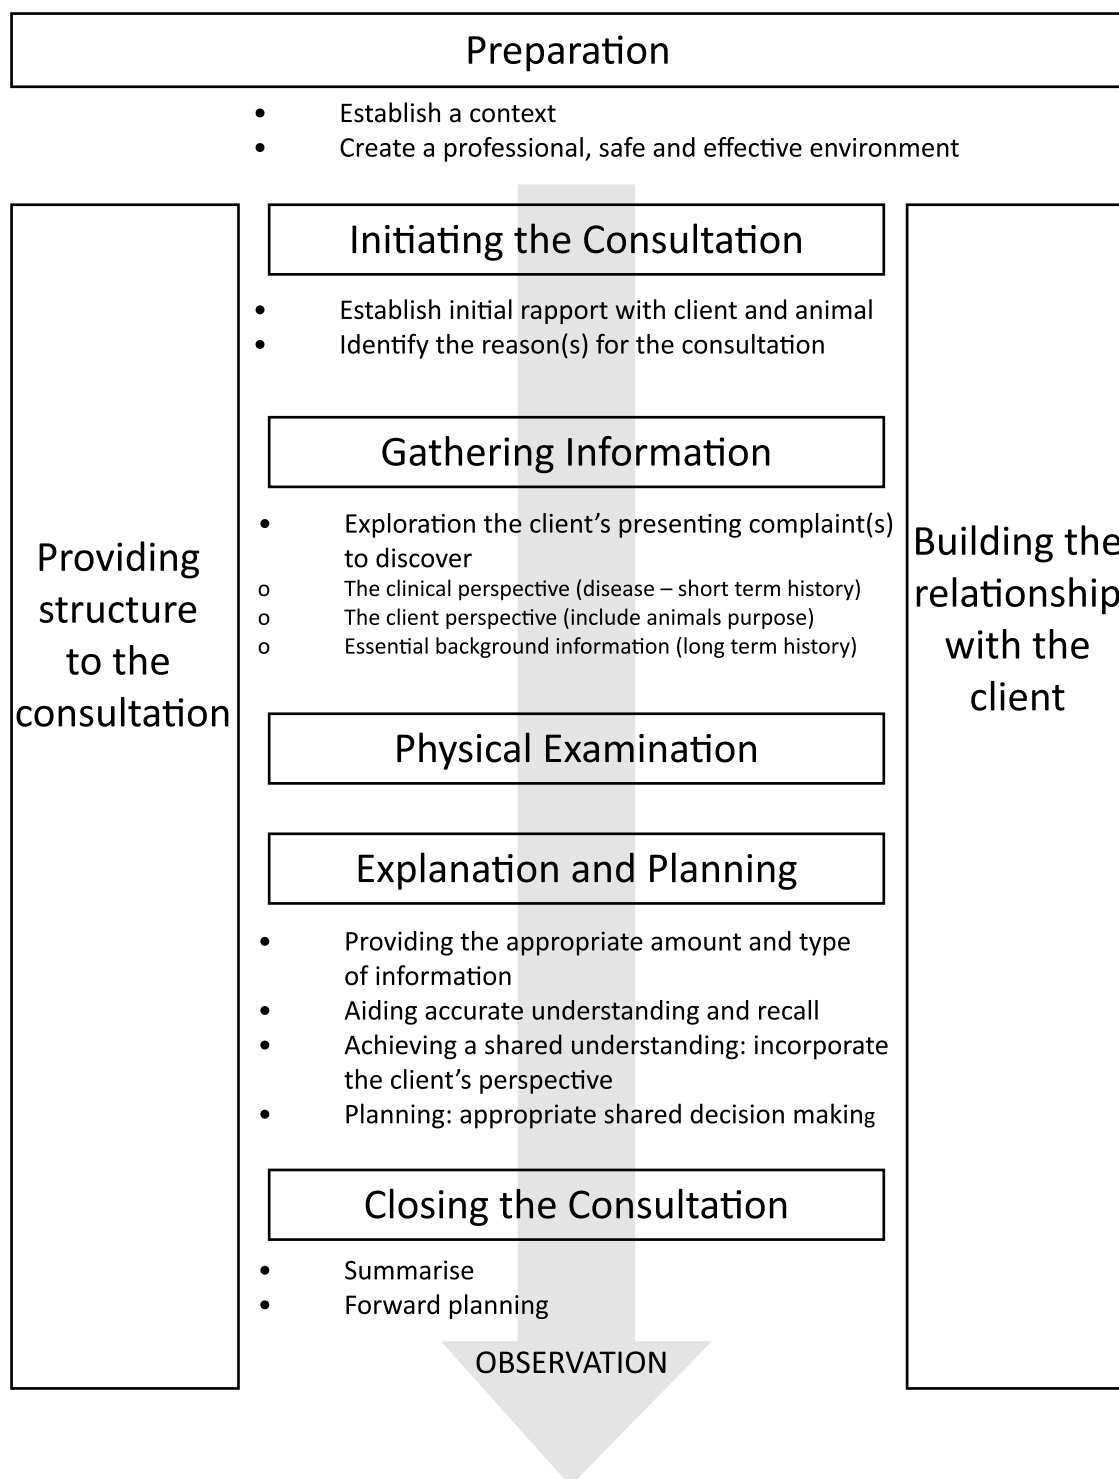 Preparation
• Establish a context
• Create a professional, safe and effective environment
Initiating the Consultation
• Establish initial rapport with client and animal
• Identify the reason(s) for the consultation
Gathering Information
• Exploration the client's presenting complaint(s)
to discover
o The clinical perspective (disease – short term history)
o The client perspective (include animals purpose)
o Essential background information (long term history)
Providing
structure
to the
consultation
Building the
relationship
with the
client
Physical Examination
Explanation and Planning
• Providing the appropriate amount and type
of information
• Aiding accurate understanding and recall
• Achieving a shared understanding: incorporate
the client's perspective
• Planning: appropriate shared decision making
Closing the Consultation
• Summarise
• Forward planning
OBSERVATION